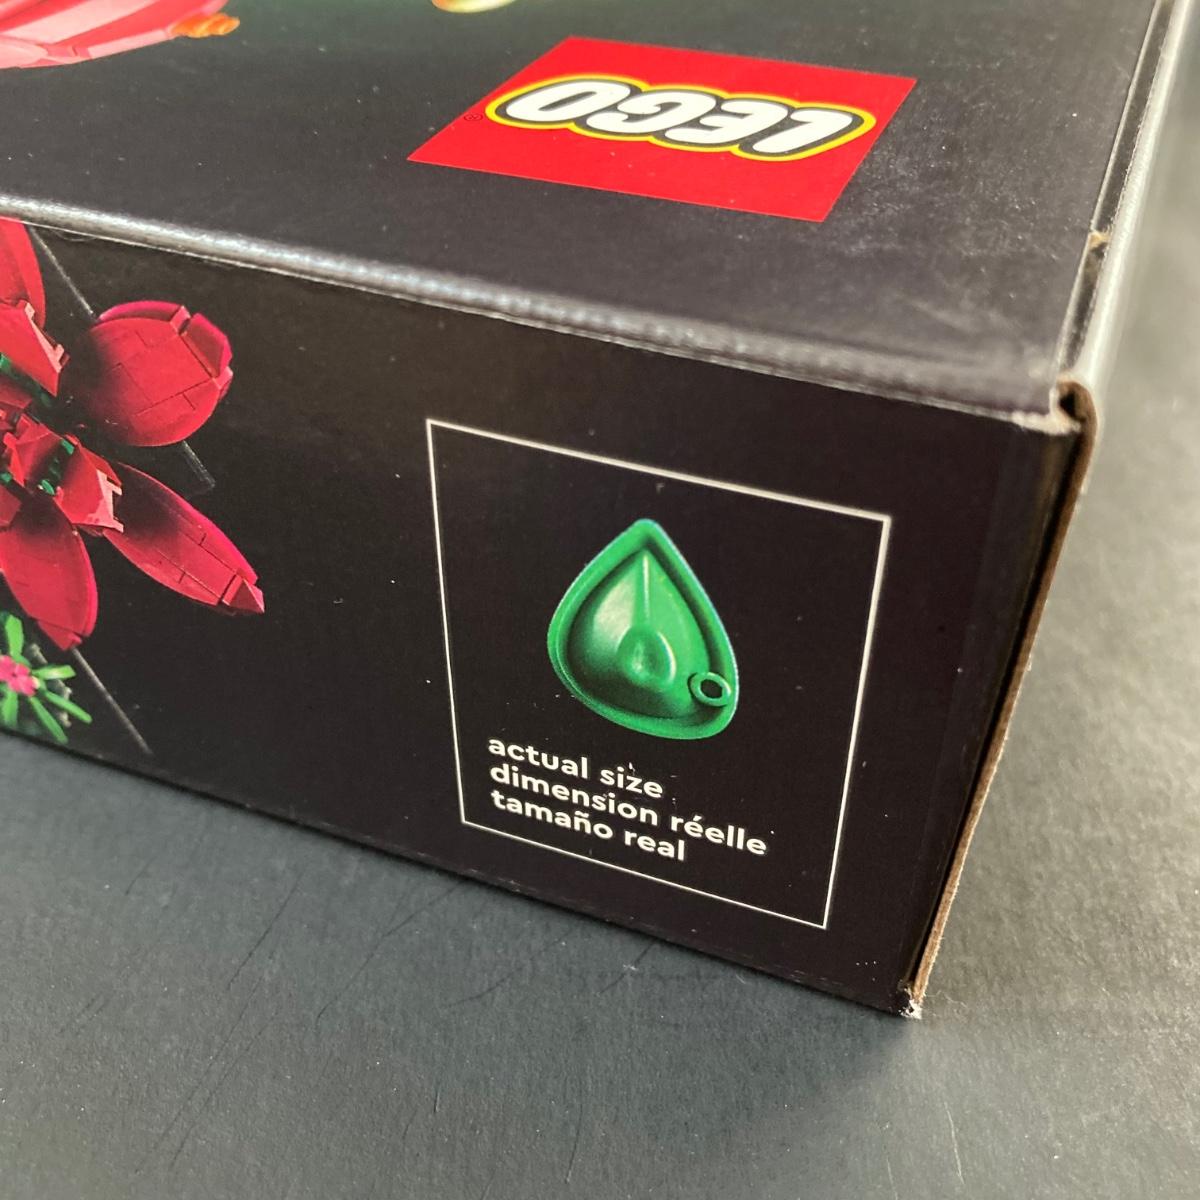 LEGO®
actual size
dimension réelle
tamaño real